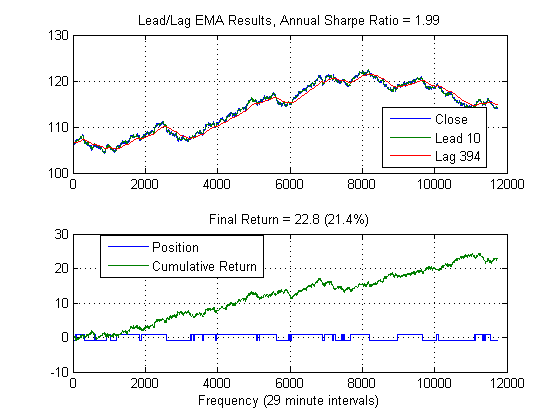 Lead/Lag EMA Results, Annual Sharpe Ratio = 1.99
130
120
110
100
0 2000 4000 6000 8000 10000 12000
Close
Lead 10
Lag 394
Final Return = 22.8 (21.4%)
30
20
10
0
-10
Position
Cumulative Return
0 2000 4000 6000 8000 10000 12000
Frequency (29 minute intervals)